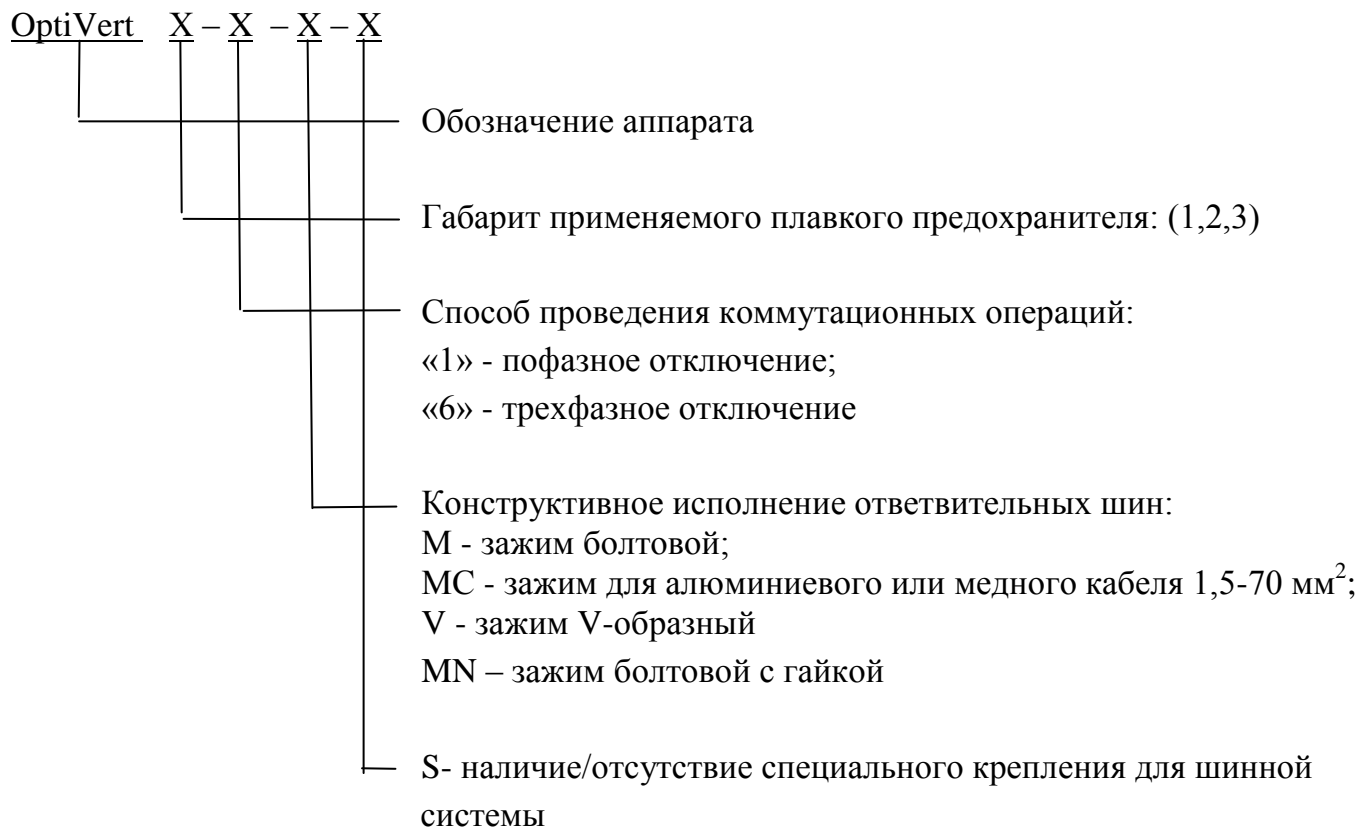 OptiVert X – X – X – X
Обозначение аппарата
Габарит применяемого плавкого предохранителя: (1,2,3)
Способ проведения коммутационных операций:
«1» - пофазное отключение;
«6» - трехфазное отключение
Конструктивное исполнение ответвительных шин:
M - зажим болтовой;
MC - зажим для алюминиевого или медного кабеля 1,5-70 мм²;
V - зажим V-образный
MN – зажим болтовой с гайкой
S- наличие/отсутствие специального крепления для шинной
системы